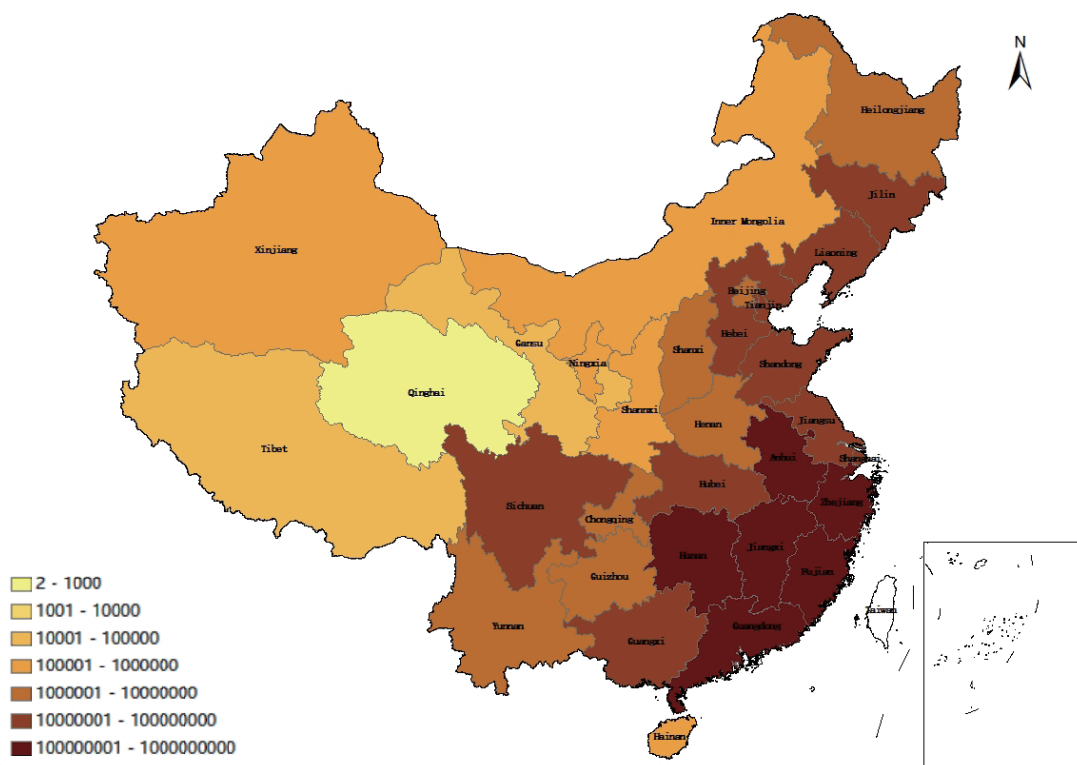 N
Heilongjiang
Jilin
Inner Mongolia
Xinjiang
Liaoning
Beijing
Tianjin
Hebei
Gansu
Shanxi
Ningxia
Shandong
Qinghai
Shannxi
Henan
Jiangsu
Tibet
Anhui
Shanghai
Hubei
Zhejiang
Sichuan
Chongqing
Hunan
Jiangxi
Fujian
Guizhou
Taiwan
Yunnan
Guangdong
Guangxi
Hainan
2 - 1000
1001 - 10000
10001 - 100000
100001 - 1000000
1000001 - 10000000
10000001 - 100000000
100000001 - 1000000000